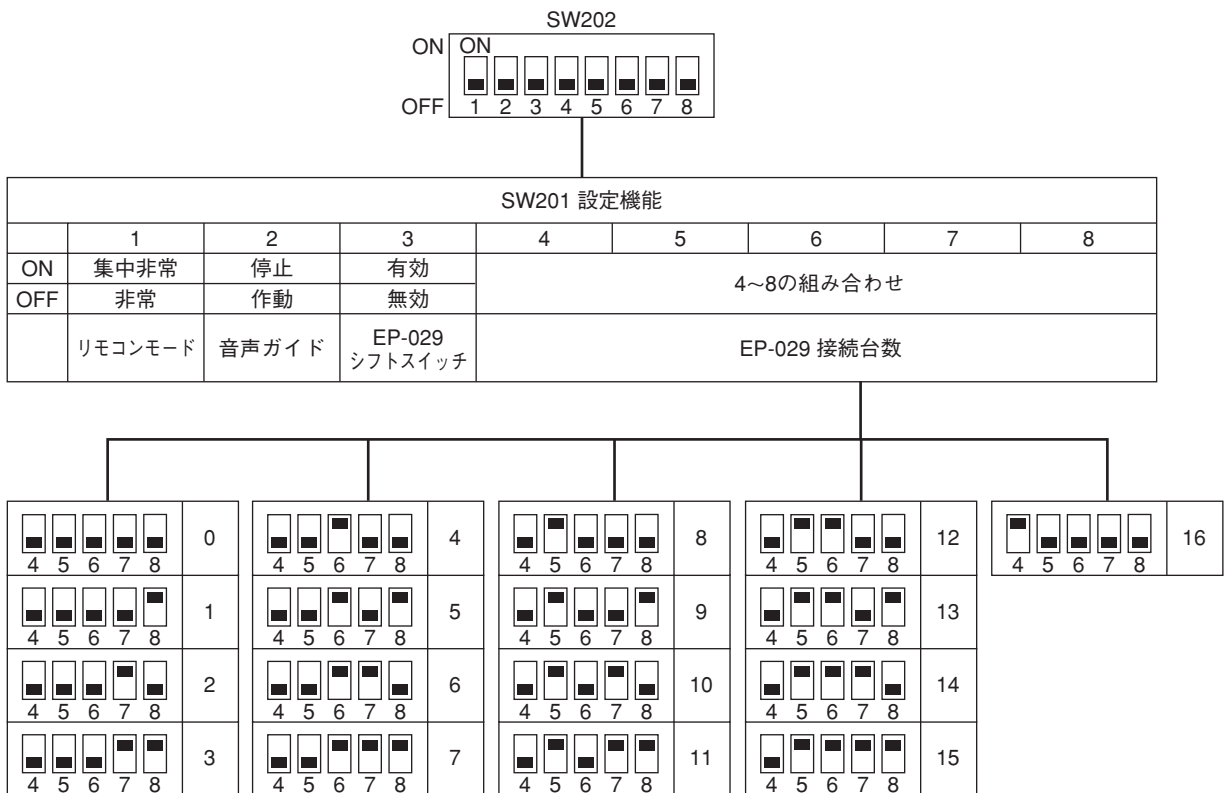 SW202
ON
ON
OFF
1 2 3 4 5 6 7 8
SW201 設定機能
1 2 3 4 5 6 7 8
ON 集中非常 停止 有効 4~8の組み合わせ
OFF 非常 作動 無効
リモコンモード 音声ガイド EP-029 シフトスイッチ EP-029 接続台数
4 5 6 7 8 0
4 5 6 7 8 4
4 5 6 7 8 8
4 5 6 7 8 12
4 5 6 7 8 16
4 5 6 7 8 1
4 5 6 7 8 5
4 5 6 7 8 9
4 5 6 7 8 13
4 5 6 7 8 2
4 5 6 7 8 6
4 5 6 7 8 10
4 5 6 7 8 14
4 5 6 7 8 3
4 5 6 7 8 7
4 5 6 7 8 11
4 5 6 7 8 15